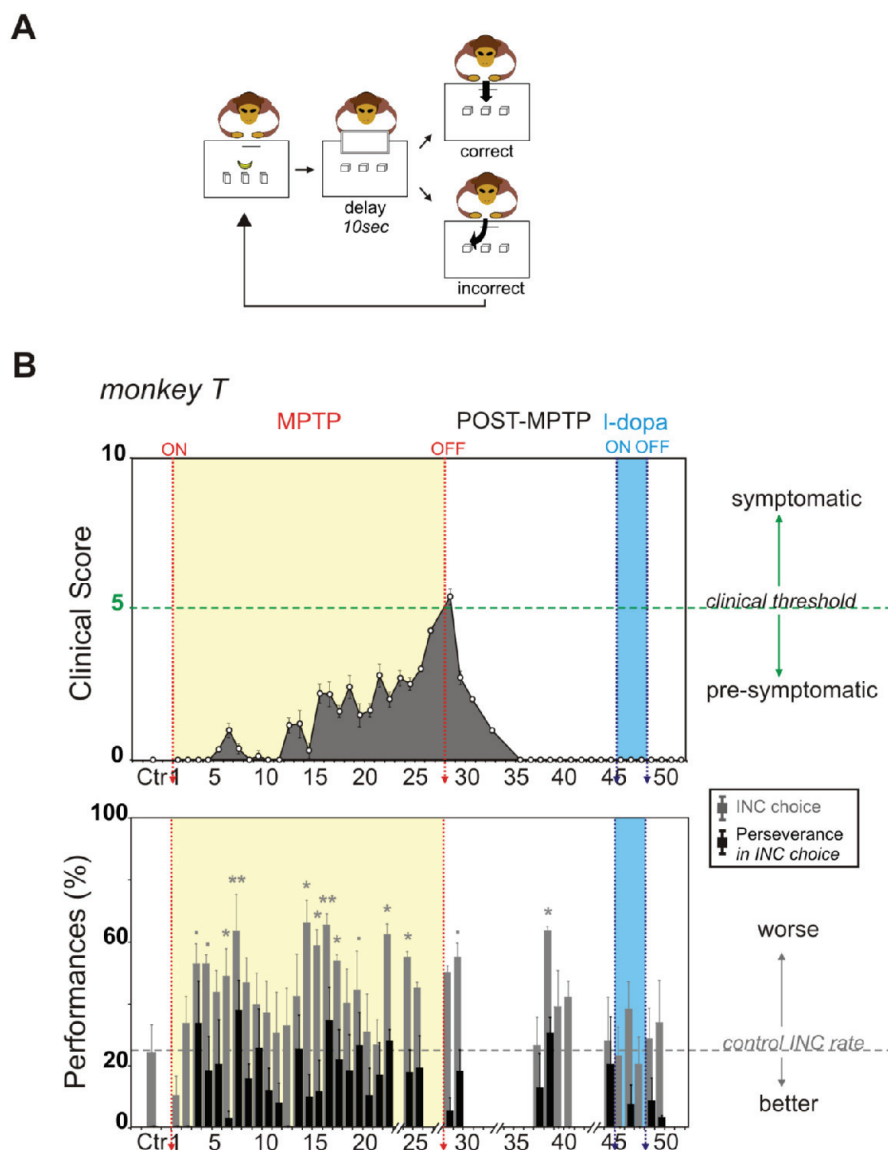 A
correct
delay
10sec
incorrect
B
monkey T
MPTP
POST-MPTP
l-dopa
ON
OFF
ON OFF
10
symptomatic
Clinical Score
5
clinical threshold
pre-symptomatic
0
Ctr 1 5 10 15 20 25 30 35 40 45 50
100
INC choice
Perseverance
in INC choice
Performances (%)
** * * ** * * * . . . . * * *
60
worse
20
control INC rate
better
0
Ctr 1 5 10 15 20 25 30 35 40 45 50